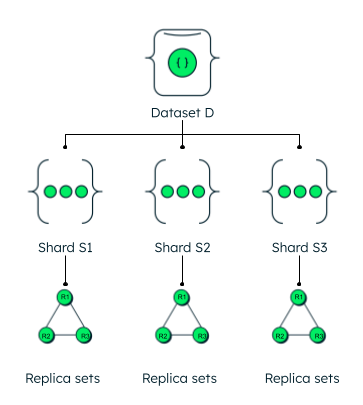 { }
Dataset D
Shard S1
Shard S2
Shard S3
R1
R2 R3
R1
R2 R3
R1
R2 R3
Replica sets
Replica sets
Replica sets